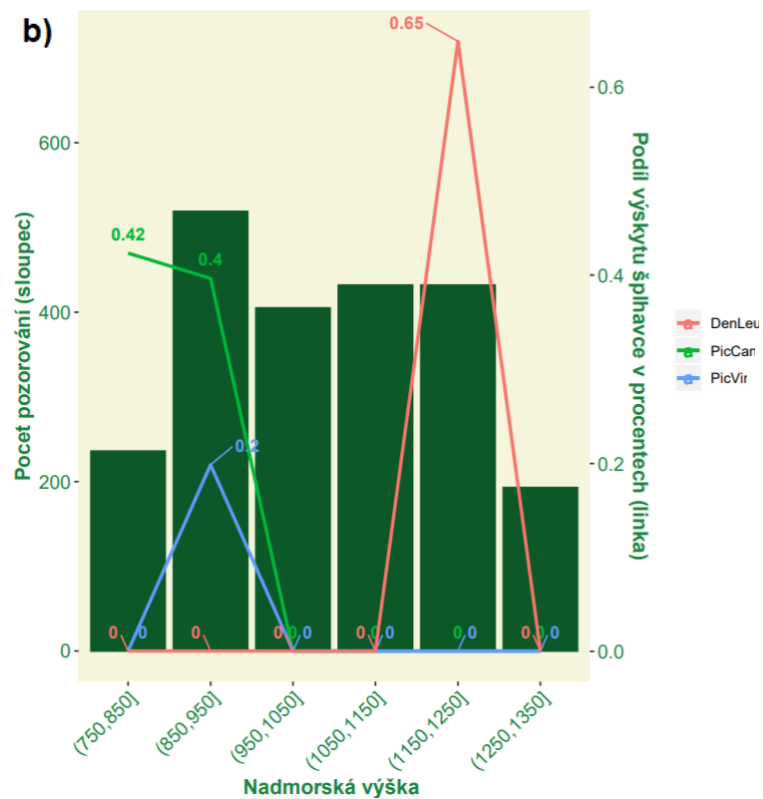 b)
Pocet pozorování (sloupec)
600
400
200
0
0.65
0.42
0.4
0.2
0 0
0
0 0 0
0 0
0 0
0 0 0
0.6
0.4
0.2
0.0
Podíl výskytu šplhavce v procentech (linka)
DenLeu
PicCan
PicVir
(750,850]
(850,950]
(950,1050]
(1050,1150]
(1150,1250]
(1250,1350]
Nadmorská výška